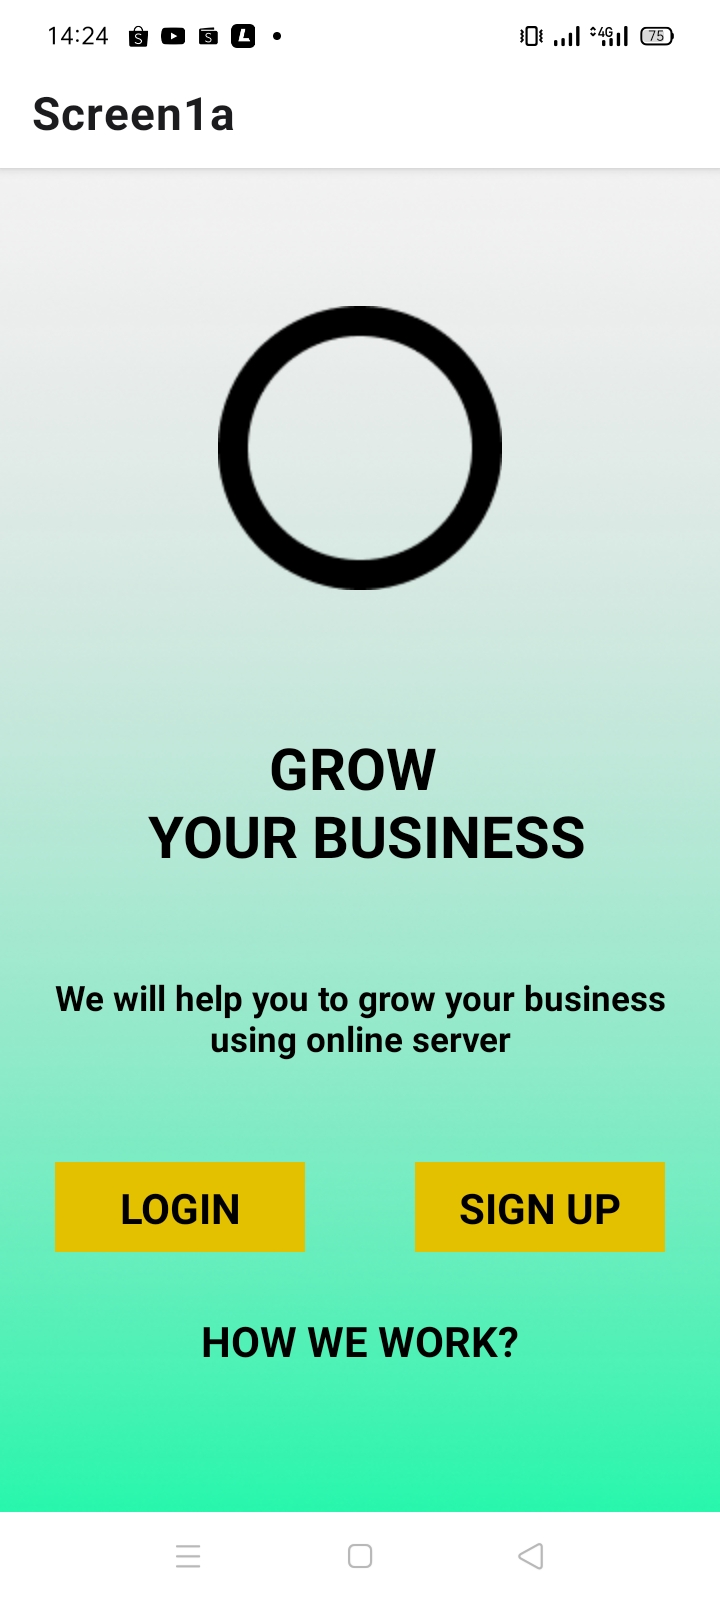 14:24
4G
75
Screen1a
GROW
YOUR BUSINESS
We will help you to grow your business
using online server
LOGIN
SIGN UP
HOW WE WORK?